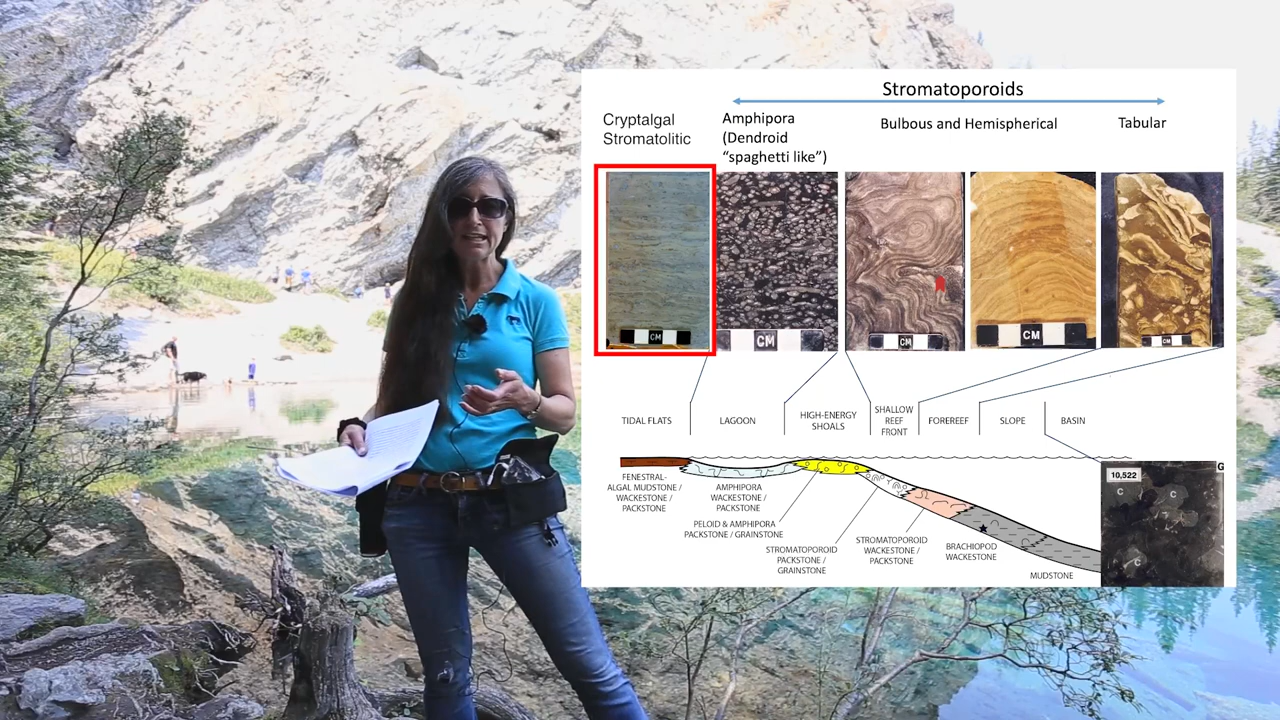 Stromatoporoids
Cryptalgal
Stromatolitic
Amphipora
(Dendroid
“spaghetti like”)
Bulbous and Hemispherical
Tabular
CM
CM
CM
CM
CM
TIDAL FLATS
LAGOON
HIGH-ENERGY
SHOALS
SHALLOW
REEF
FRONT
FOREREEF
SLOPE
BASIN
FENESTRAL-
ALGAL MUDSTONE /
WACKESTONE /
PACKSTONE
AMPHIPORA
WACKESTONE /
PACKSTONE
PELOID & AMPHIPORA
PACKSTONE / GRAINSTONE
STROMATOPOROID
PACKSTONE /
GRAINSTONE
STROMATOPOROID
WACKESTONE /
PACKSTONE
BRACHIOPOD
WACKESTONE
MUDSTONE
10,522
G
C
C
C
C